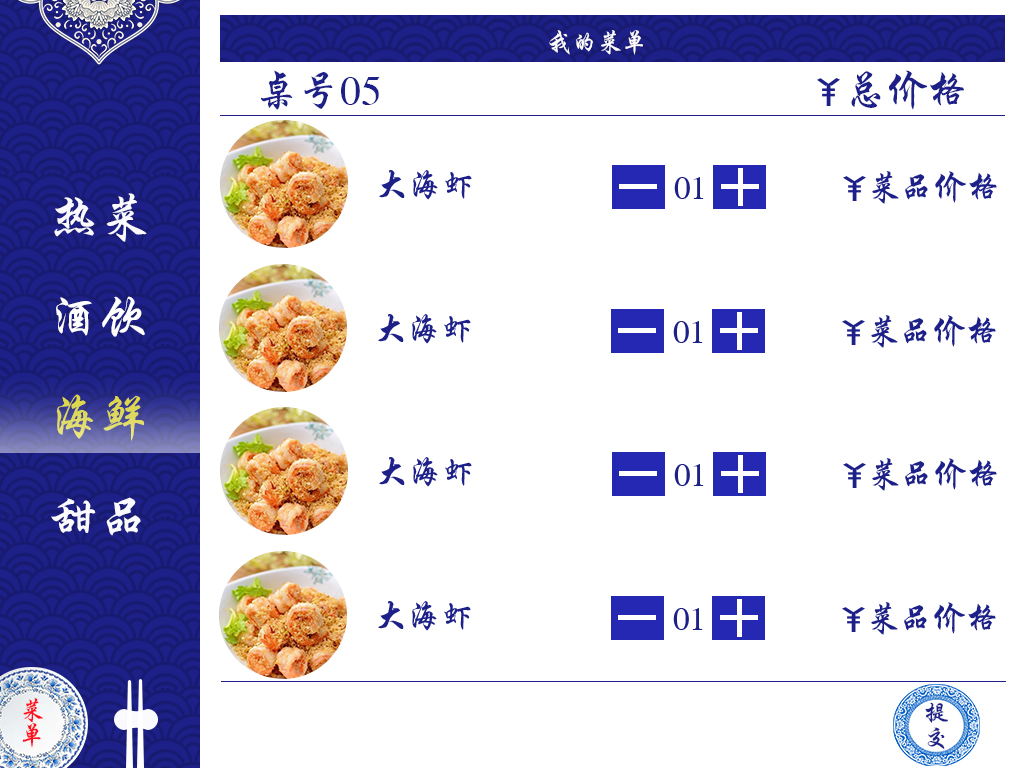 我的菜单
桌号05
¥总价格
热菜
酒饮
海鲜
甜品
大海虾
01
¥菜品价格
大海虾
01
¥菜品价格
大海虾
01
¥菜品价格
大海虾
01
¥菜品价格
菜单
提交